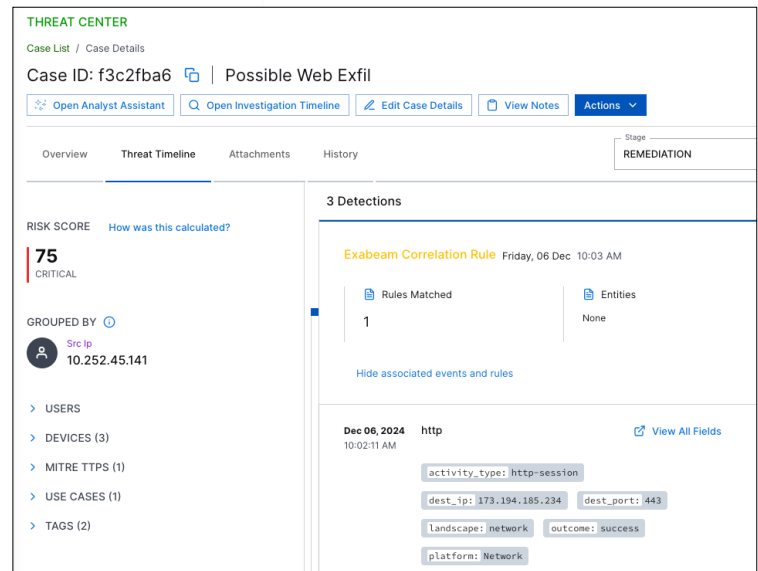 THREAT CENTER
Case List / Case Details
Case ID: f3c2fba6 | Possible Web Exfil
Open Analyst Assistant
Open Investigation Timeline
Edit Case Details
View Notes
Actions
Overview
Threat Timeline
Attachments
History
Stage
REMEDIATION
RISK SCORE
How was this calculated?
75
CRITICAL
GROUPED BY
Src Ip
10.252.45.141
USERS
DEVICES (3)
MITRE TTPS (1)
USE CASES (1)
TAGS (2)
3 Detections
Exabeam Correlation Rule Friday, 06 Dec 10:03 AM
Rules Matched
1
Entities
None
Hide associated events and rules
Dec 06, 2024
10:02:11 AM
http
View All Fields
activity_type: http-session
dest_ip: 173.194.185.234
dest_port: 443
landscape: network
outcome: success
platform: Network